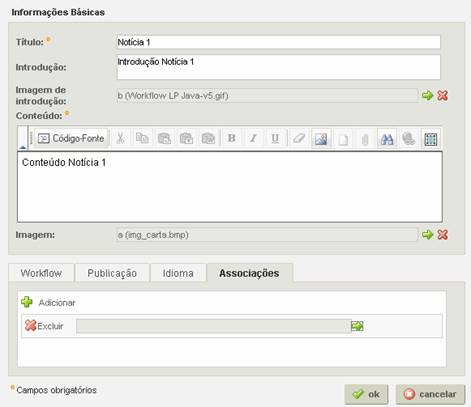 Informações Básicas
Título: *
Notícia 1
Introdução:
Introdução Notícia 1
Imagem de introdução:
b (Workflow LP Java-v5.gif)
Conteúdo: *
Código-Fonte B I U
Conteúdo Notícia 1
Imagem:
a (img_carta.bmp)
Workflow Publicação Idioma Associações
Adicionar
Excluir
* Campos obrigatórios
ok cancelar